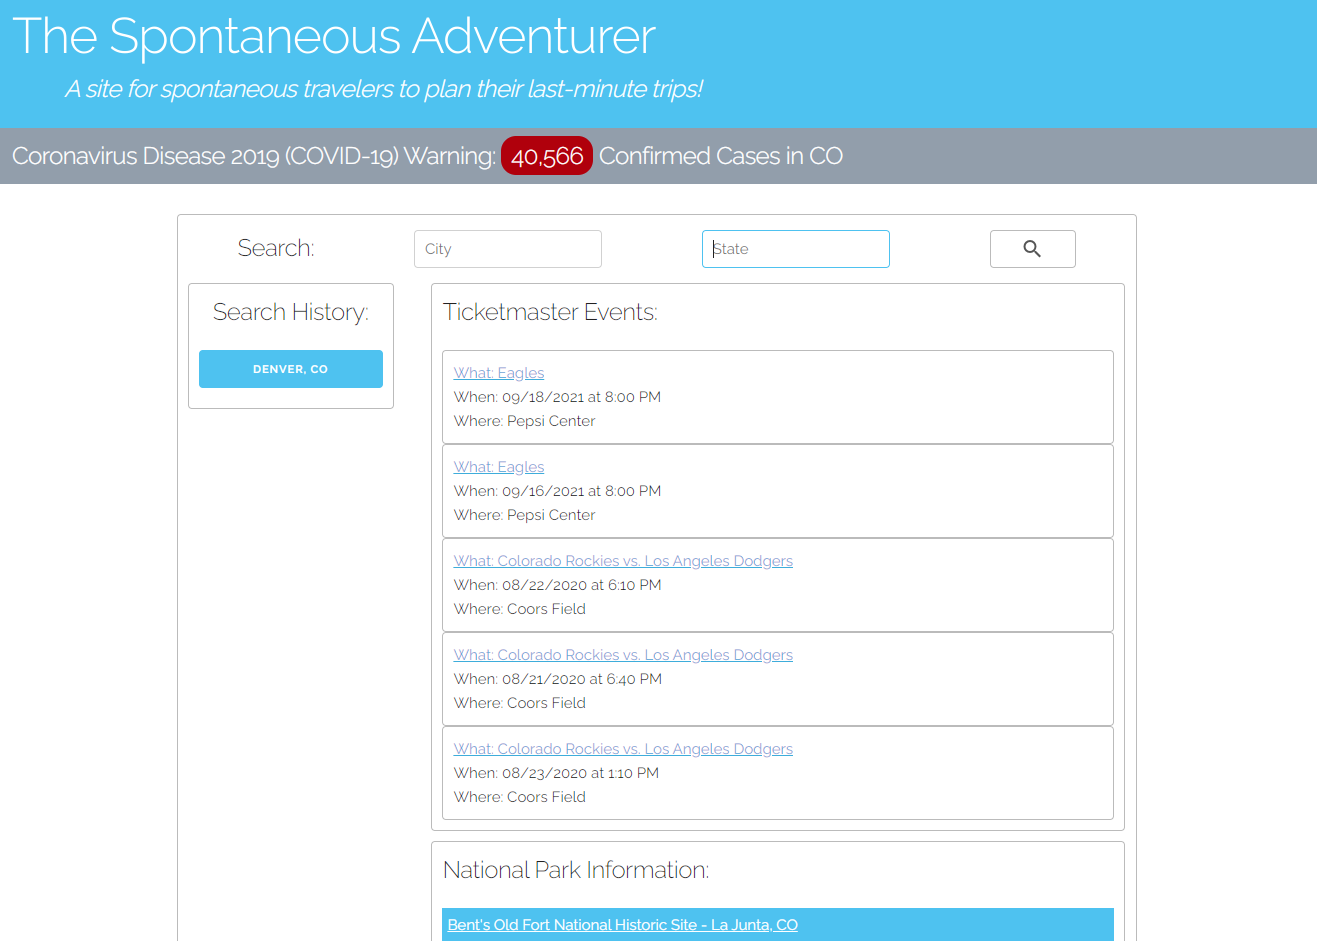 The Spontaneous Adventurer
A site for spontaneous travelers to plan their last-minute trips!
Coronavirus Disease 2019 (COVID-19) Warning: 40,566 Confirmed Cases in CO
Search:
City
State
Search History:
DENVER, CO
Ticketmaster Events:
What: Eagles
When: 09/18/2021 at 8:00 PM
Where: Pepsi Center
What: Eagles
When: 09/16/2021 at 8:00 PM
Where: Pepsi Center
What: Colorado Rockies vs. Los Angeles Dodgers
When: 08/22/2020 at 6:10 PM
Where: Coors Field
What: Colorado Rockies vs. Los Angeles Dodgers
When: 08/21/2020 at 6:40 PM
Where: Coors Field
What: Colorado Rockies vs. Los Angeles Dodgers
When: 08/23/2020 at 1:10 PM
Where: Coors Field
National Park Information:
Bent's Old Fort National Historic Site - La Junta, CO